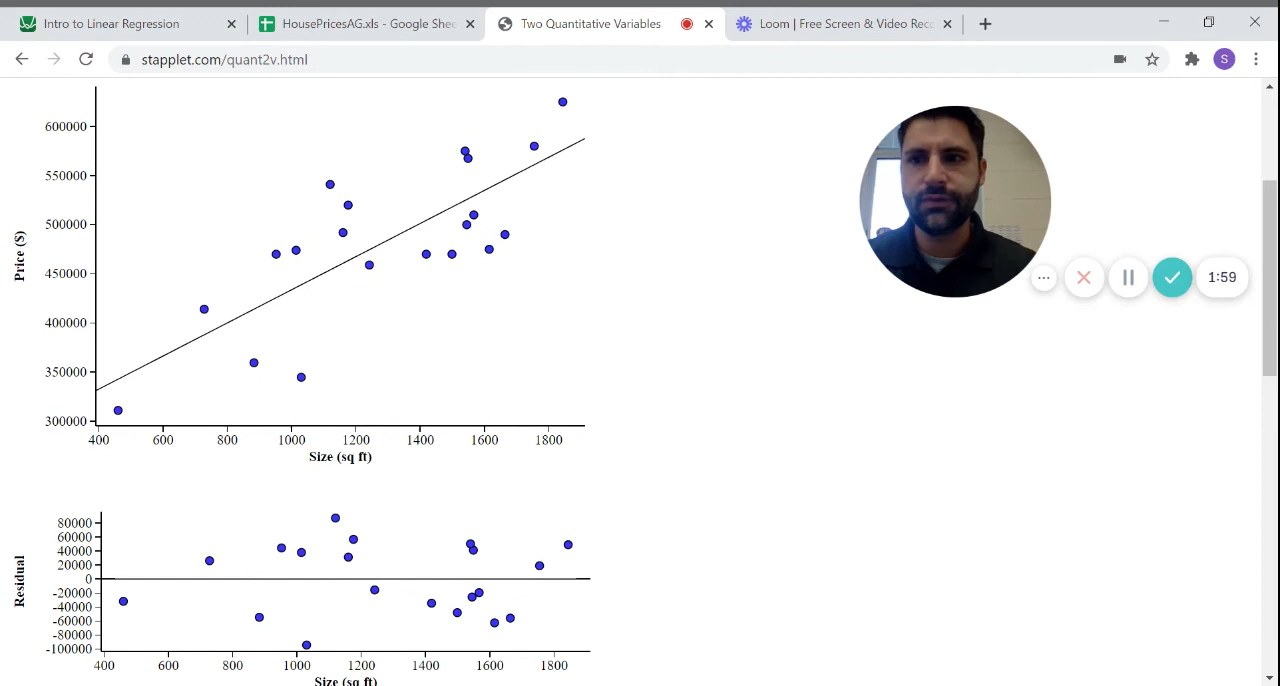 Intro to Linear Regression
HousePricesAG.xls - Google Shee
Two Quantitative Variables
Loom | Free Screen & Video Reco
stapplet.com/quant2v.html
S
600000
550000
500000
450000
400000
350000
300000
Price ($)
400 600 800 1000 1200 1400 1600 1800
Size (sq ft)
1:59
80000
60000
40000
20000
0
-20000
-40000
-60000
-80000
-100000
Residual
400 600 800 1000 1200 1400 1600 1800
Size (sq ft)